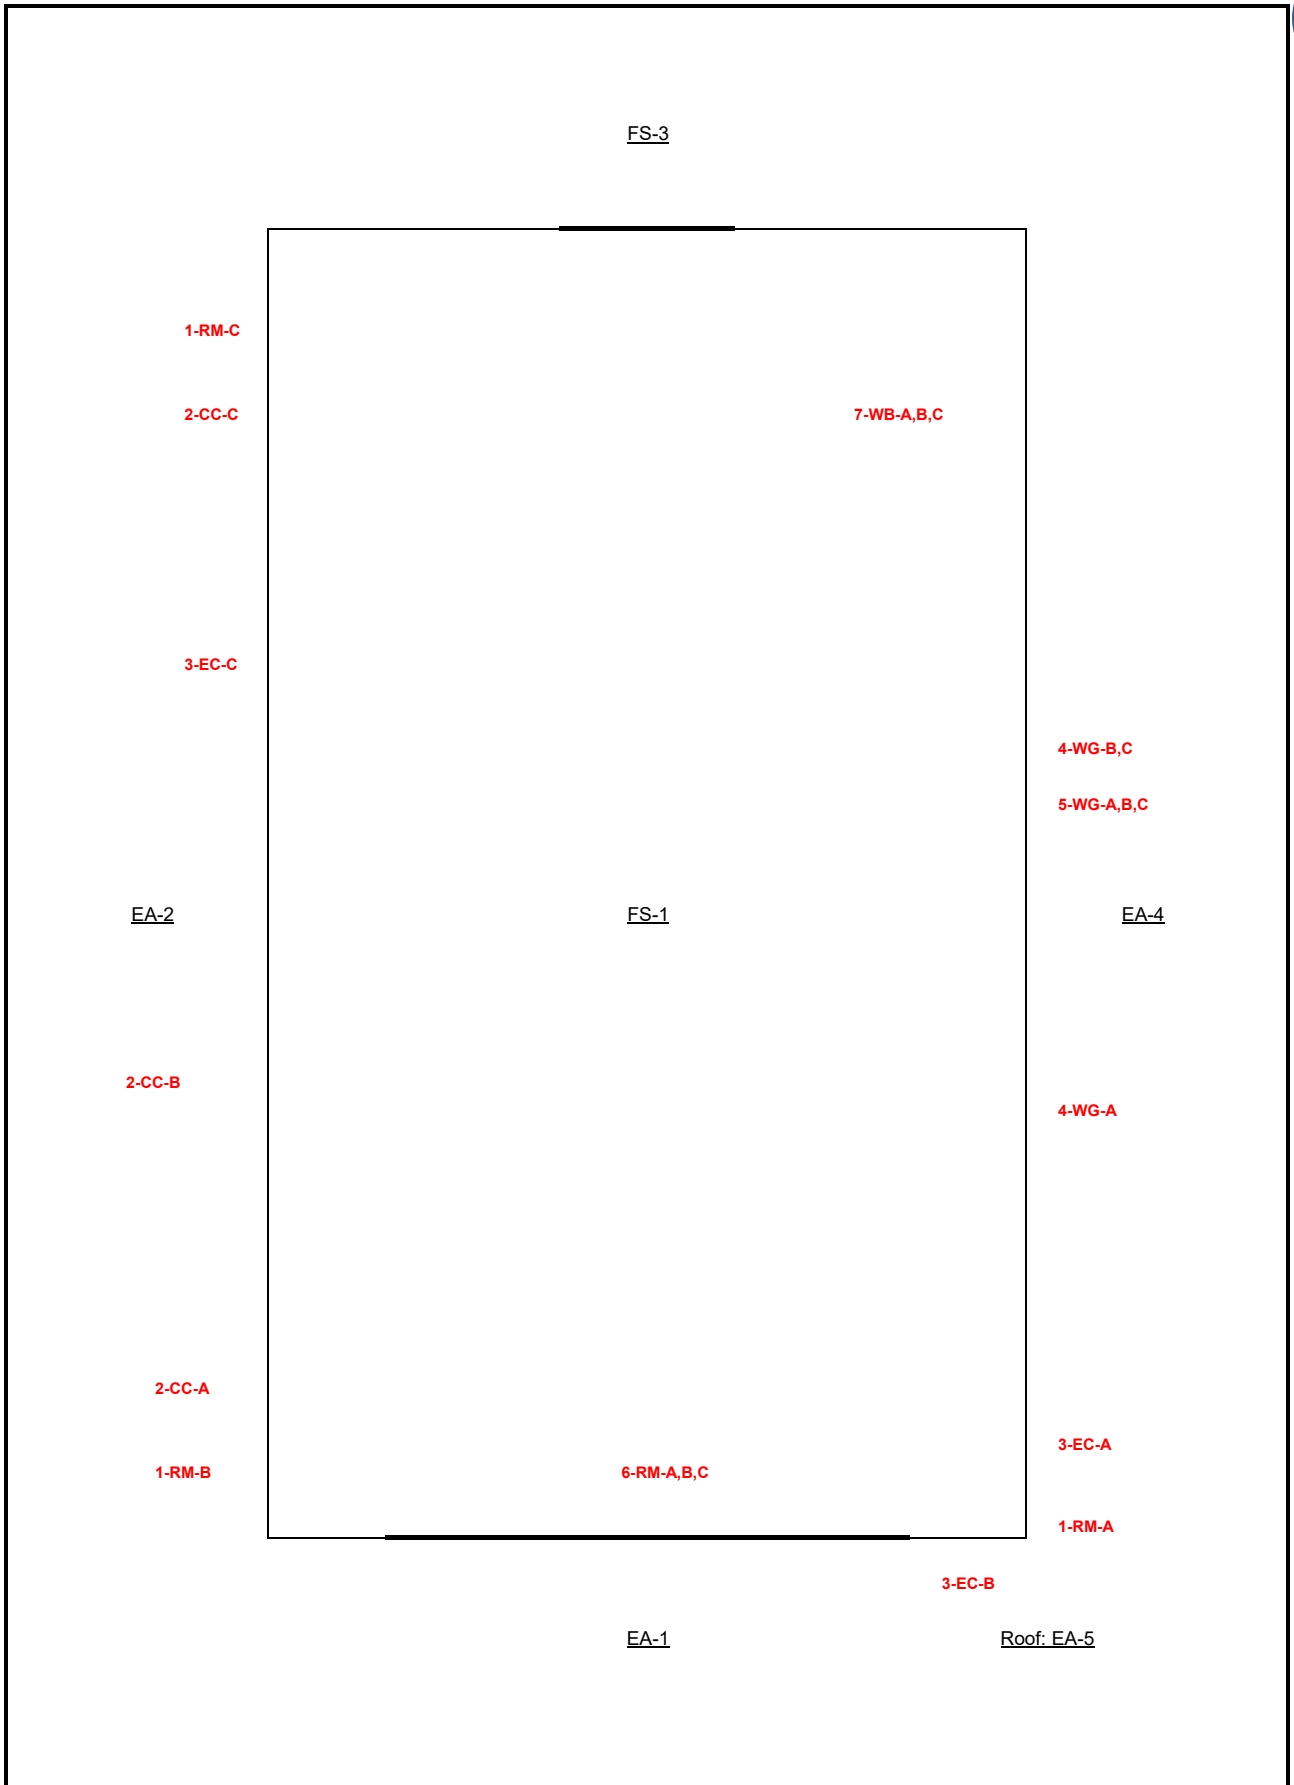 FS-3
1-RM-C
2-CC-C
7-WB-A,B,C
3-EC-C
4-WG-B,C
5-WG-A,B,C
EA-2
FS-1
EA-4
2-CC-B
4-WG-A
2-CC-A
3-EC-A
1-RM-B
6-RM-A,B,C
1-RM-A
3-EC-B
EA-1
Roof: EA-5